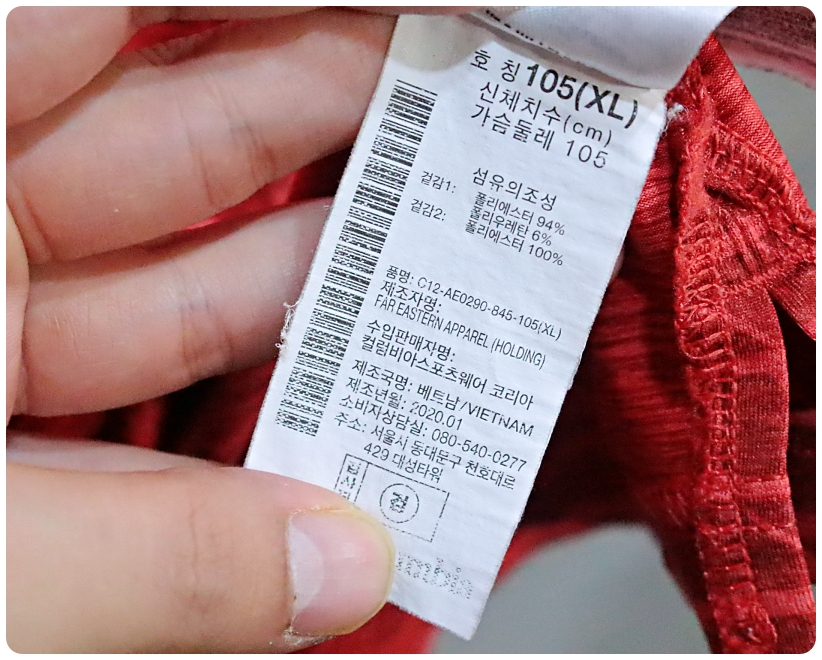 호 칭 105(XL)
신체치수(cm)
가슴둘레 105
섬유의조성
겉감1: 폴리에스터 94%
폴리우레탄 6%
겉감2: 폴리에스터 100%
품명: C12-AE0290-845-105(XL)
제조자명:
FAR EASTERN APPAREL (HOLDING)
수입판매자명:
컬럼비아스포츠웨어 코리아
제조국명: 베트남/VIETNAM
제조년월: 2020.01
소비자상담실: 080-540-0277
주소: 서울시 동대문구 천호대로
429 대성타워
검